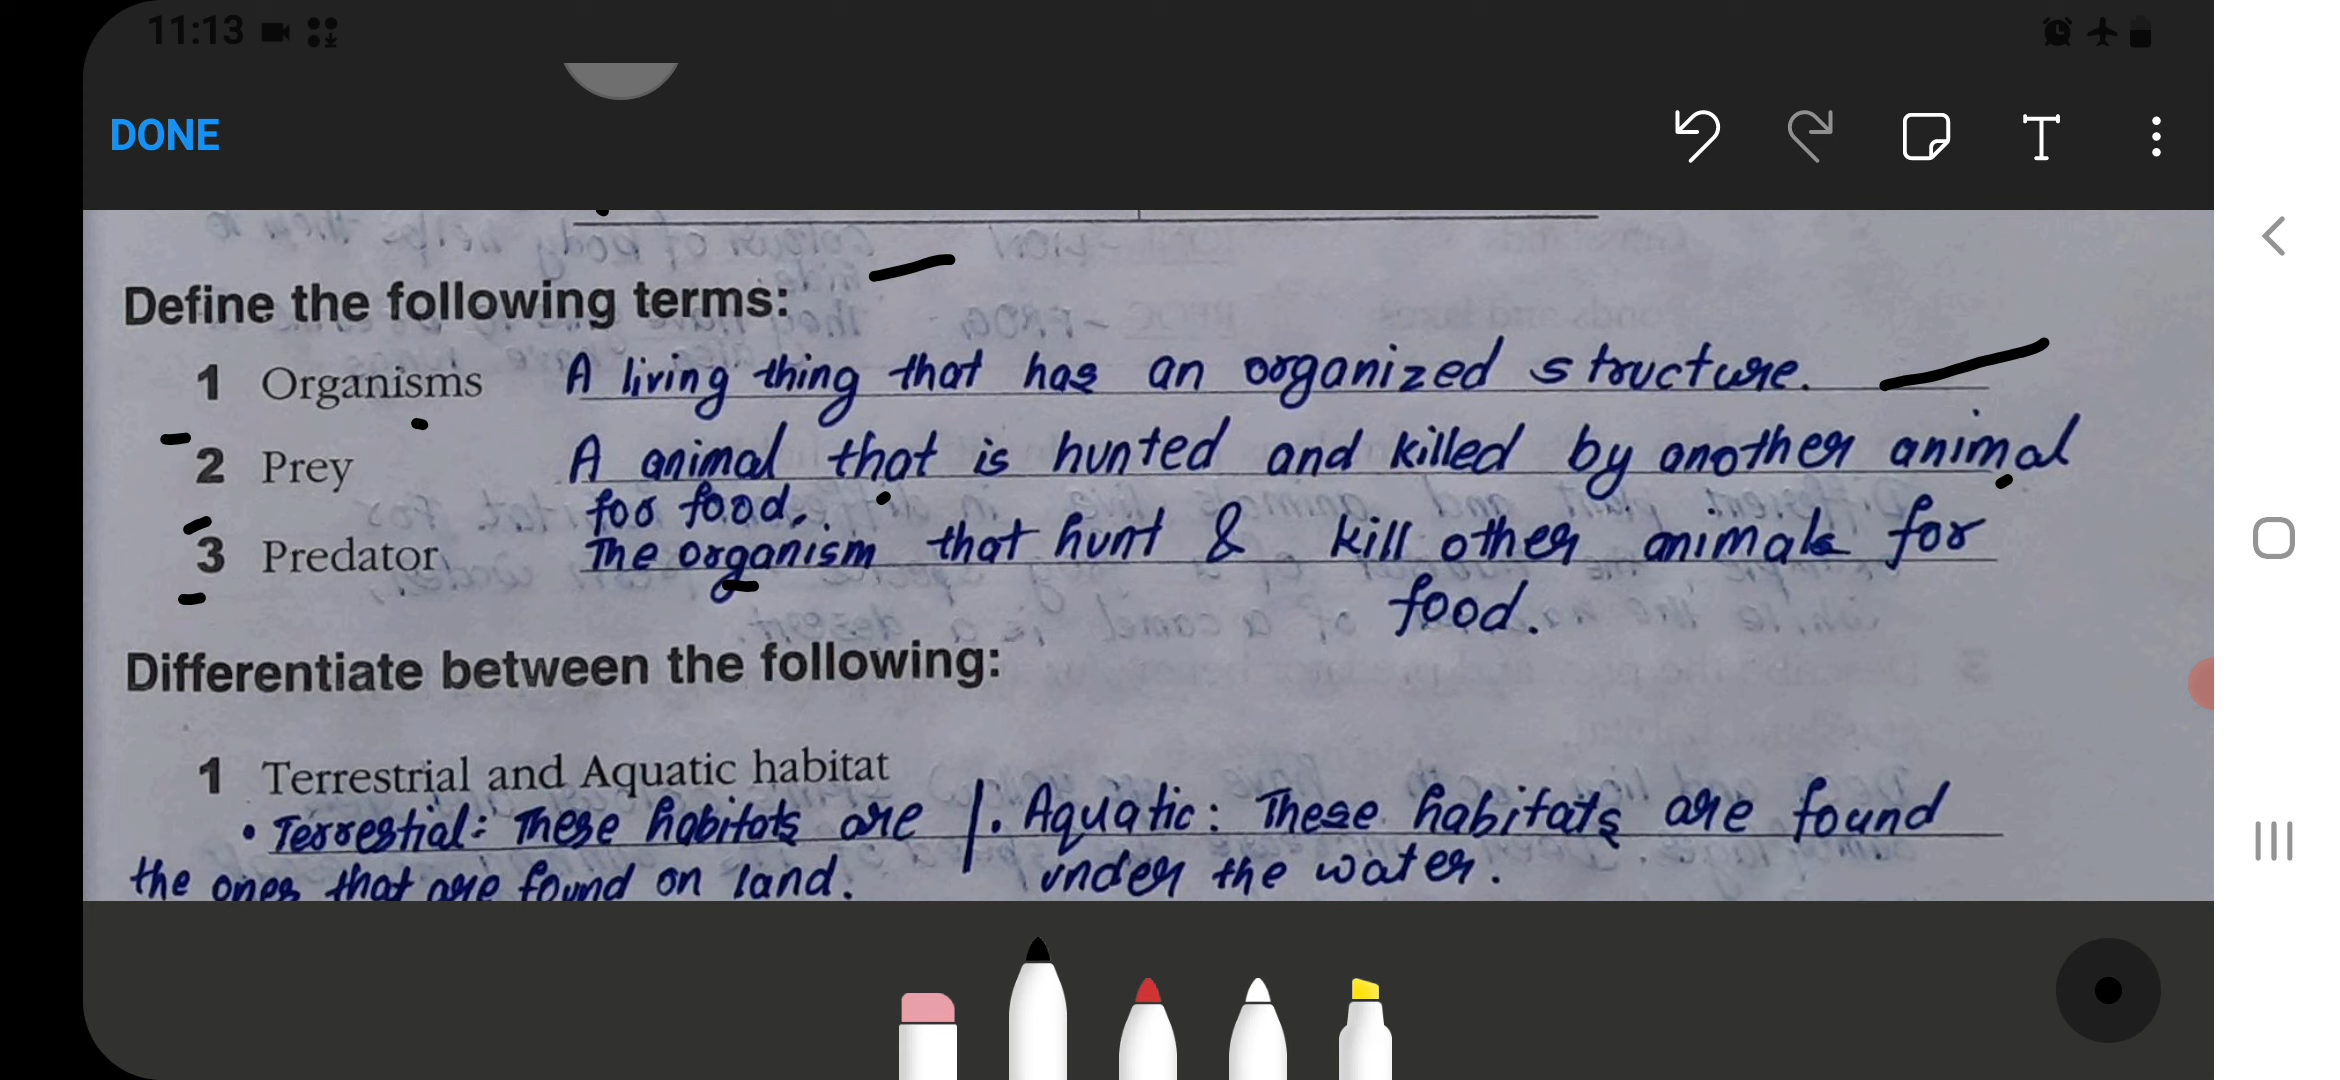 11:13
DONE
T
Define the following terms:
1 Organisms A living thing that has an organized structure.
2 Prey A animal that is hunted and killed by another animal
for food.
3 Predator The organism that hunt & kill other animals for
food.
Differentiate between the following:
1 Terrestrial and Aquatic habitat
• Terrestial: These habitats are | . Aquatic: These habitats are found
the ones that are found on land. under the water.